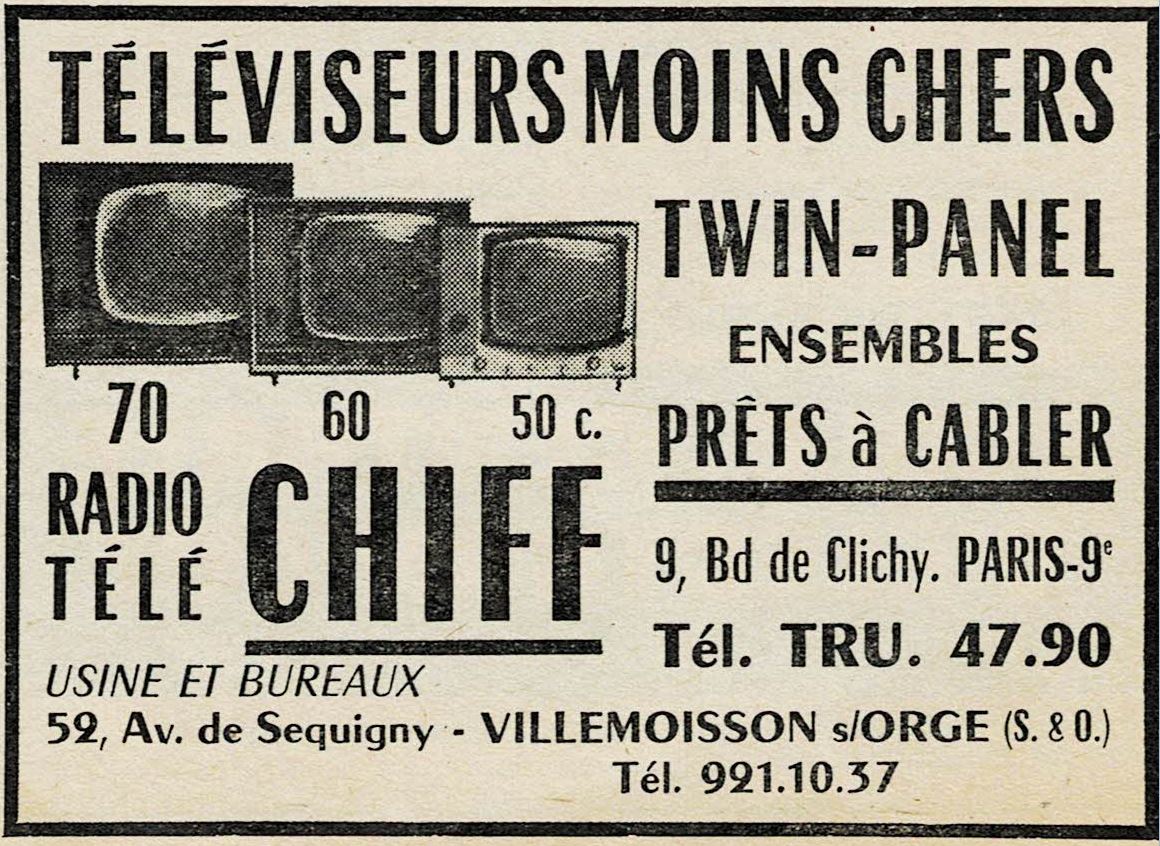 TÉLÉVISEURS MOINS CHERS
70
60
50 c.
TWIN-PANEL
ENSEMBLES
PRÊTS à CABLER
RADIO
TÉLÉ
CHIFF
9, Bd de Clichy. PARIS-9e
Tél. TRU. 47.90
USINE ET BUREAUX
52, Av. de Sequigny - VILLEMOISSON s/ORGE (S. & O.)
Tél. 921.10.37